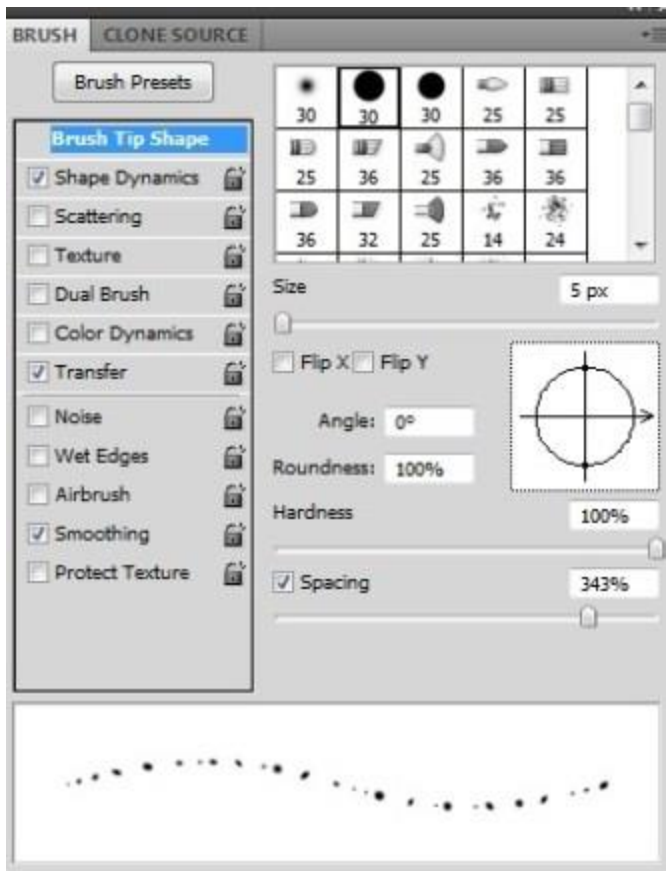 BRUSH CLONE SOURCE
Brush Presets
Brush Tip Shape
Shape Dynamics
Scattering
Texture
Dual Brush
Color Dynamics
Transfer
Noise
Wet Edges
Airbrush
Smoothing
Protect Texture
30 30 30 25 25
25 36 25 36 36
36 32 25 14 24
Size 5 px
Flip X Flip Y
Angle: 0º
Roundness: 100%
Hardness 100%
Spacing 343%